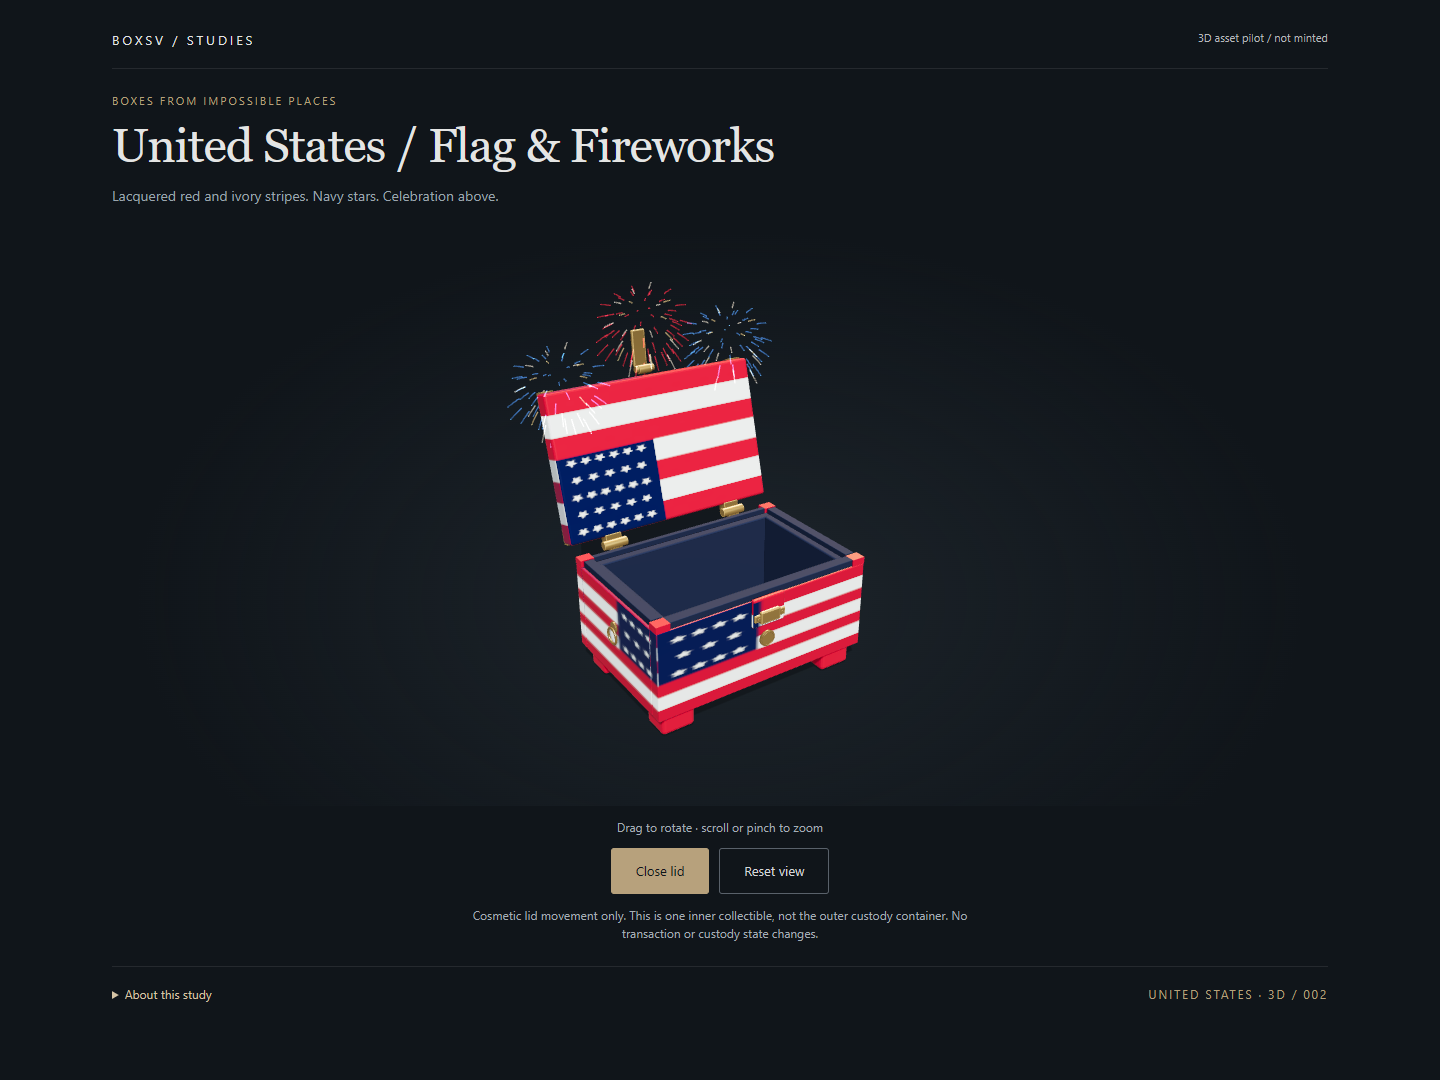 BOXSV / STUDIES
3D asset pilot / not minted
BOXES FROM IMPOSSIBLE PLACES
United States / Flag & Fireworks
Lacquered red and ivory stripes. Navy stars. Celebration above.
Drag to rotate · scroll or pinch to zoom
Close lid
Reset view
Cosmetic lid movement only. This is one inner collectible, not the outer custody container. No
transaction or custody state changes.
About this study
UNITED STATES · 3D / 002